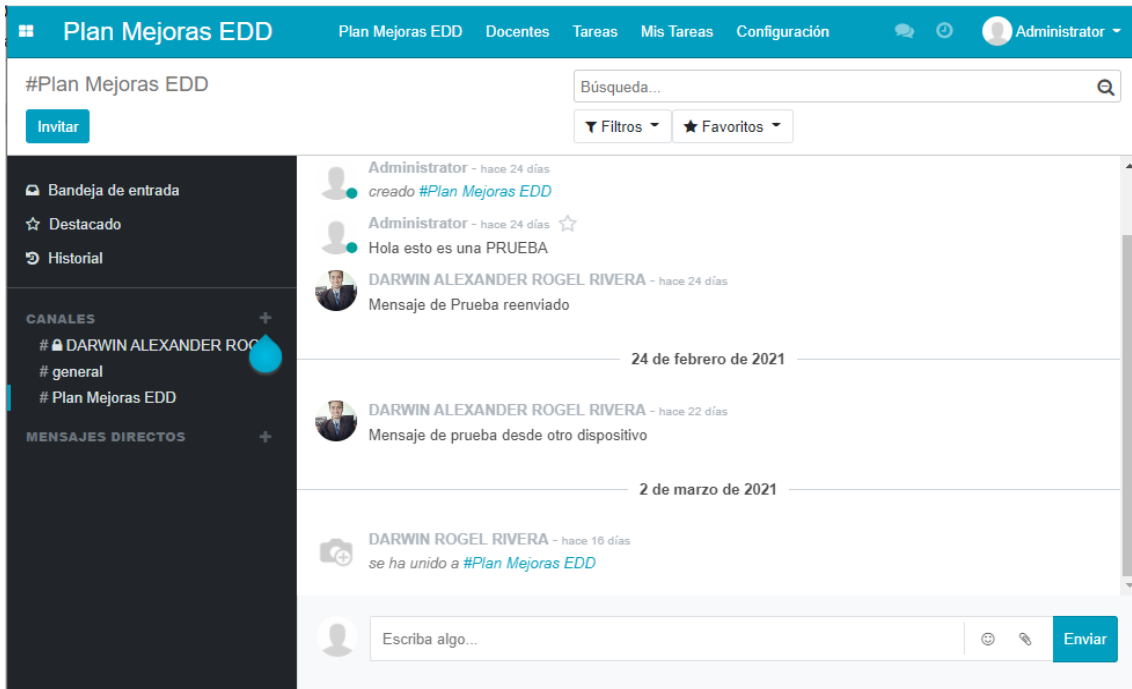 Plan Mejoras EDD
Plan Mejoras EDD Docentes Tareas Mis Tareas Configuración
Administrator
#Plan Mejoras EDD
Búsqueda...
Invitar
Filtros
Favoritos
Bandeja de entrada
Destacado
Historial
CANALES +
# DARWIN ALEXANDER ROG
# general
# Plan Mejoras EDD
MENSAJES DIRECTOS +
Administrator - hace 24 días
creado #Plan Mejoras EDD
Administrator - hace 24 días
Hola esto es una PRUEBA
DARWIN ALEXANDER ROGEL RIVERA - hace 24 días
Mensaje de Prueba reenviado
24 de febrero de 2021
DARWIN ALEXANDER ROGEL RIVERA - hace 22 días
Mensaje de prueba desde otro dispositivo
2 de marzo de 2021
DARWIN ROGEL RIVERA - hace 16 días
se ha unido a #Plan Mejoras EDD
Escriba algo...
Enviar